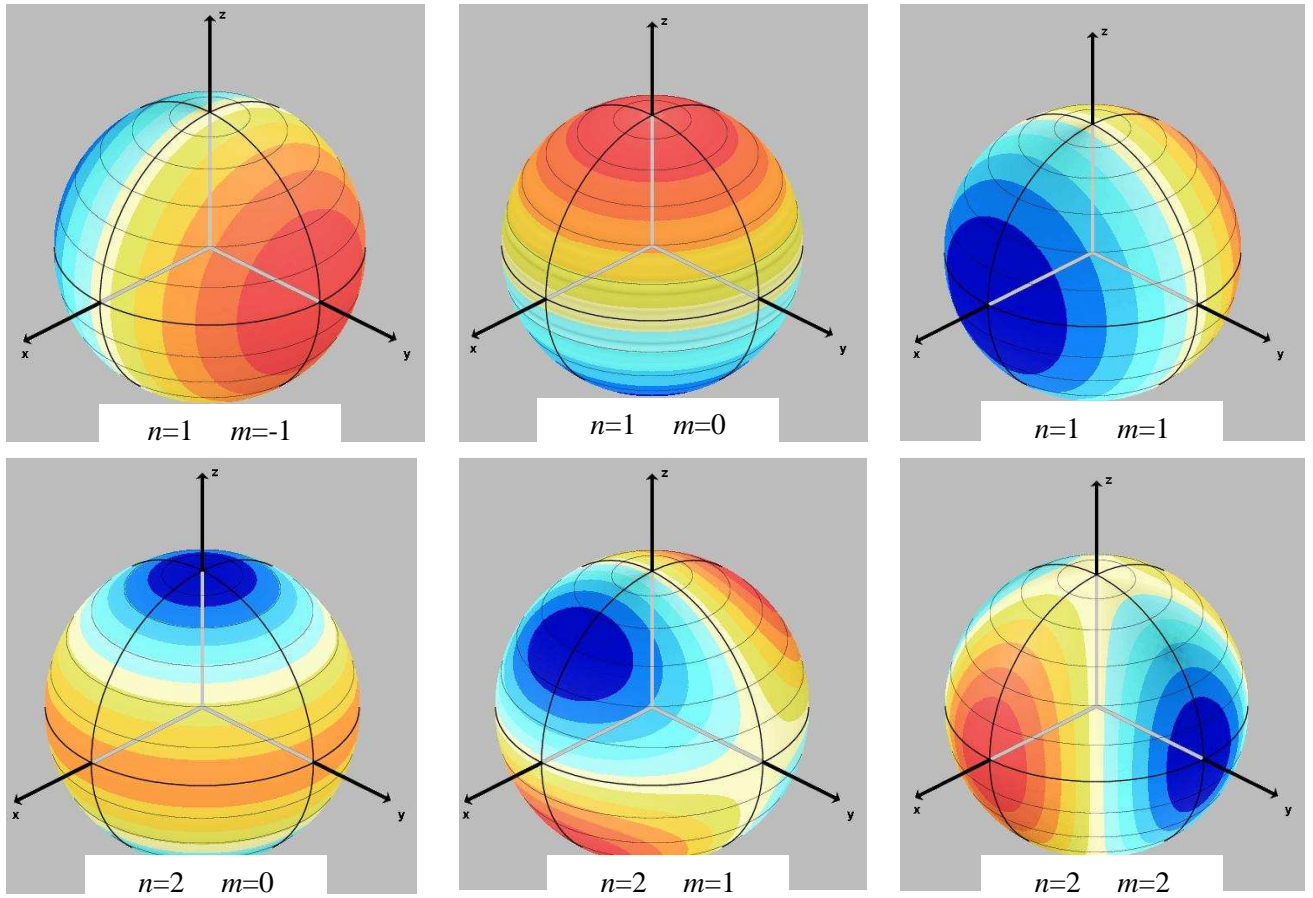 z
x
y
n=1 m=-1
z
x
y
n=1 m=0
z
x
y
n=1 m=1
z
x
y
n=2 m=0
z
x
y
n=2 m=1
z
x
y
n=2 m=2